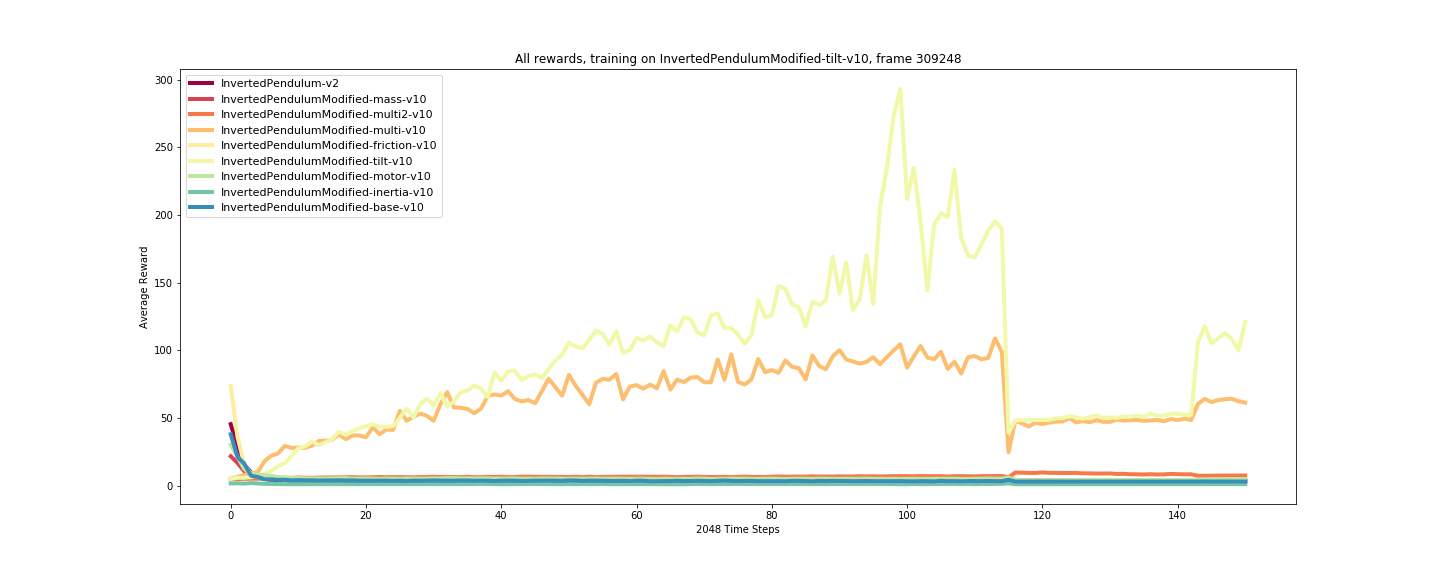 All rewards, training on InvertedPendulumModified-tilt-v10, frame 309248
InvertedPendulum-v2
InvertedPendulumModified-mass-v10
InvertedPendulumModified-multi2-v10
InvertedPendulumModified-multi-v10
InvertedPendulumModified-friction-v10
InvertedPendulumModified-tilt-v10
InvertedPendulumModified-motor-v10
InvertedPendulumModified-inertia-v10
InvertedPendulumModified-base-v10
Average Reward
300
250
200
150
100
50
0
0 20 40 60 80 100 120 140
2048 Time Steps